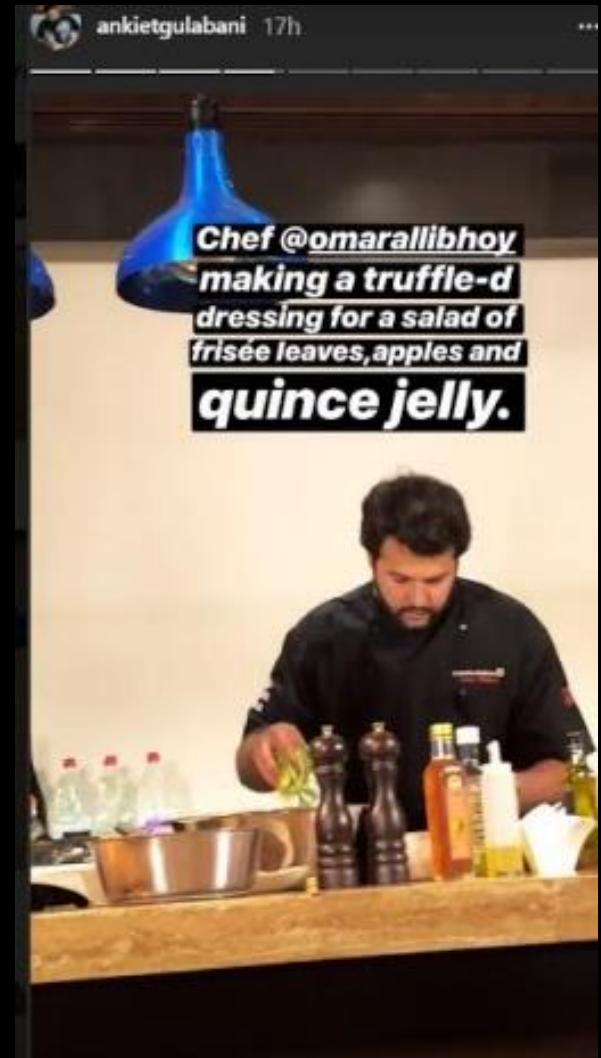 ankietgulabani 17h
Chef @omarallibhoy
making a truffle-d
dressing for a salad of
frisée leaves,apples and
quince jelly.